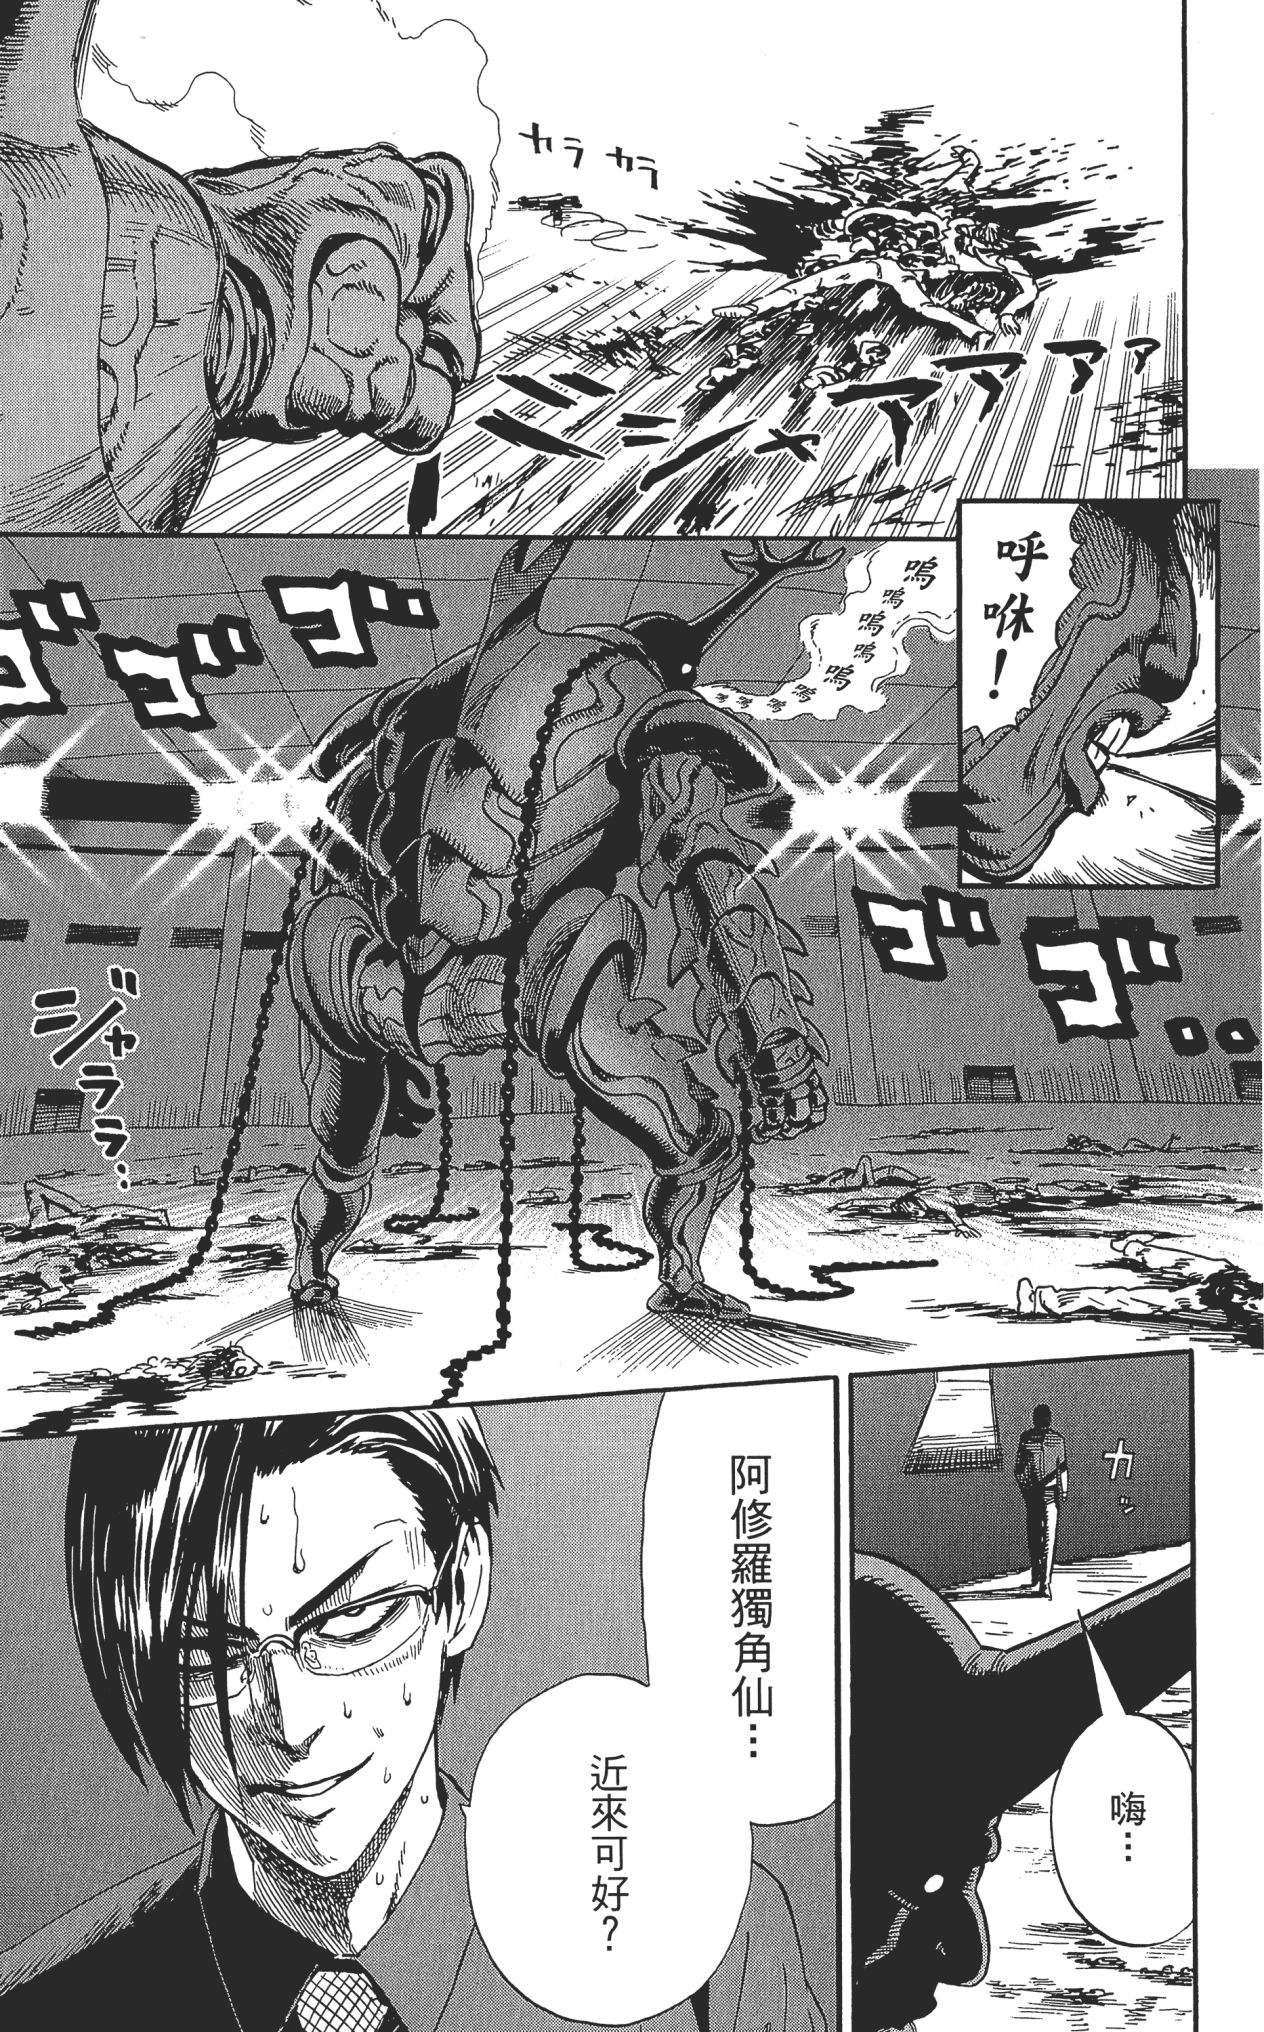 カラ カラ
グシャアアアア
呼咻！
嗚嗚嗚嗚嗚嗚嗚嗚嗚
ゴゴゴゴゴ
ジャララ…
カッ
嗨…
阿修羅獨角仙…
近來可好？